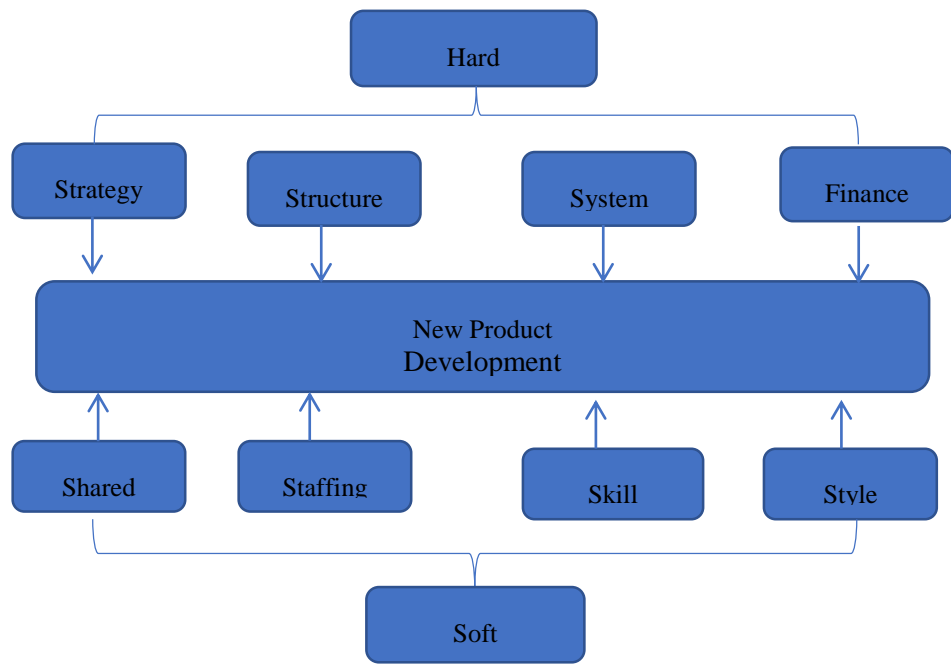 Hard
Strategy
Structure
System
Finance
New Product
Development
Shared
Staffing
Skill
Style
Soft